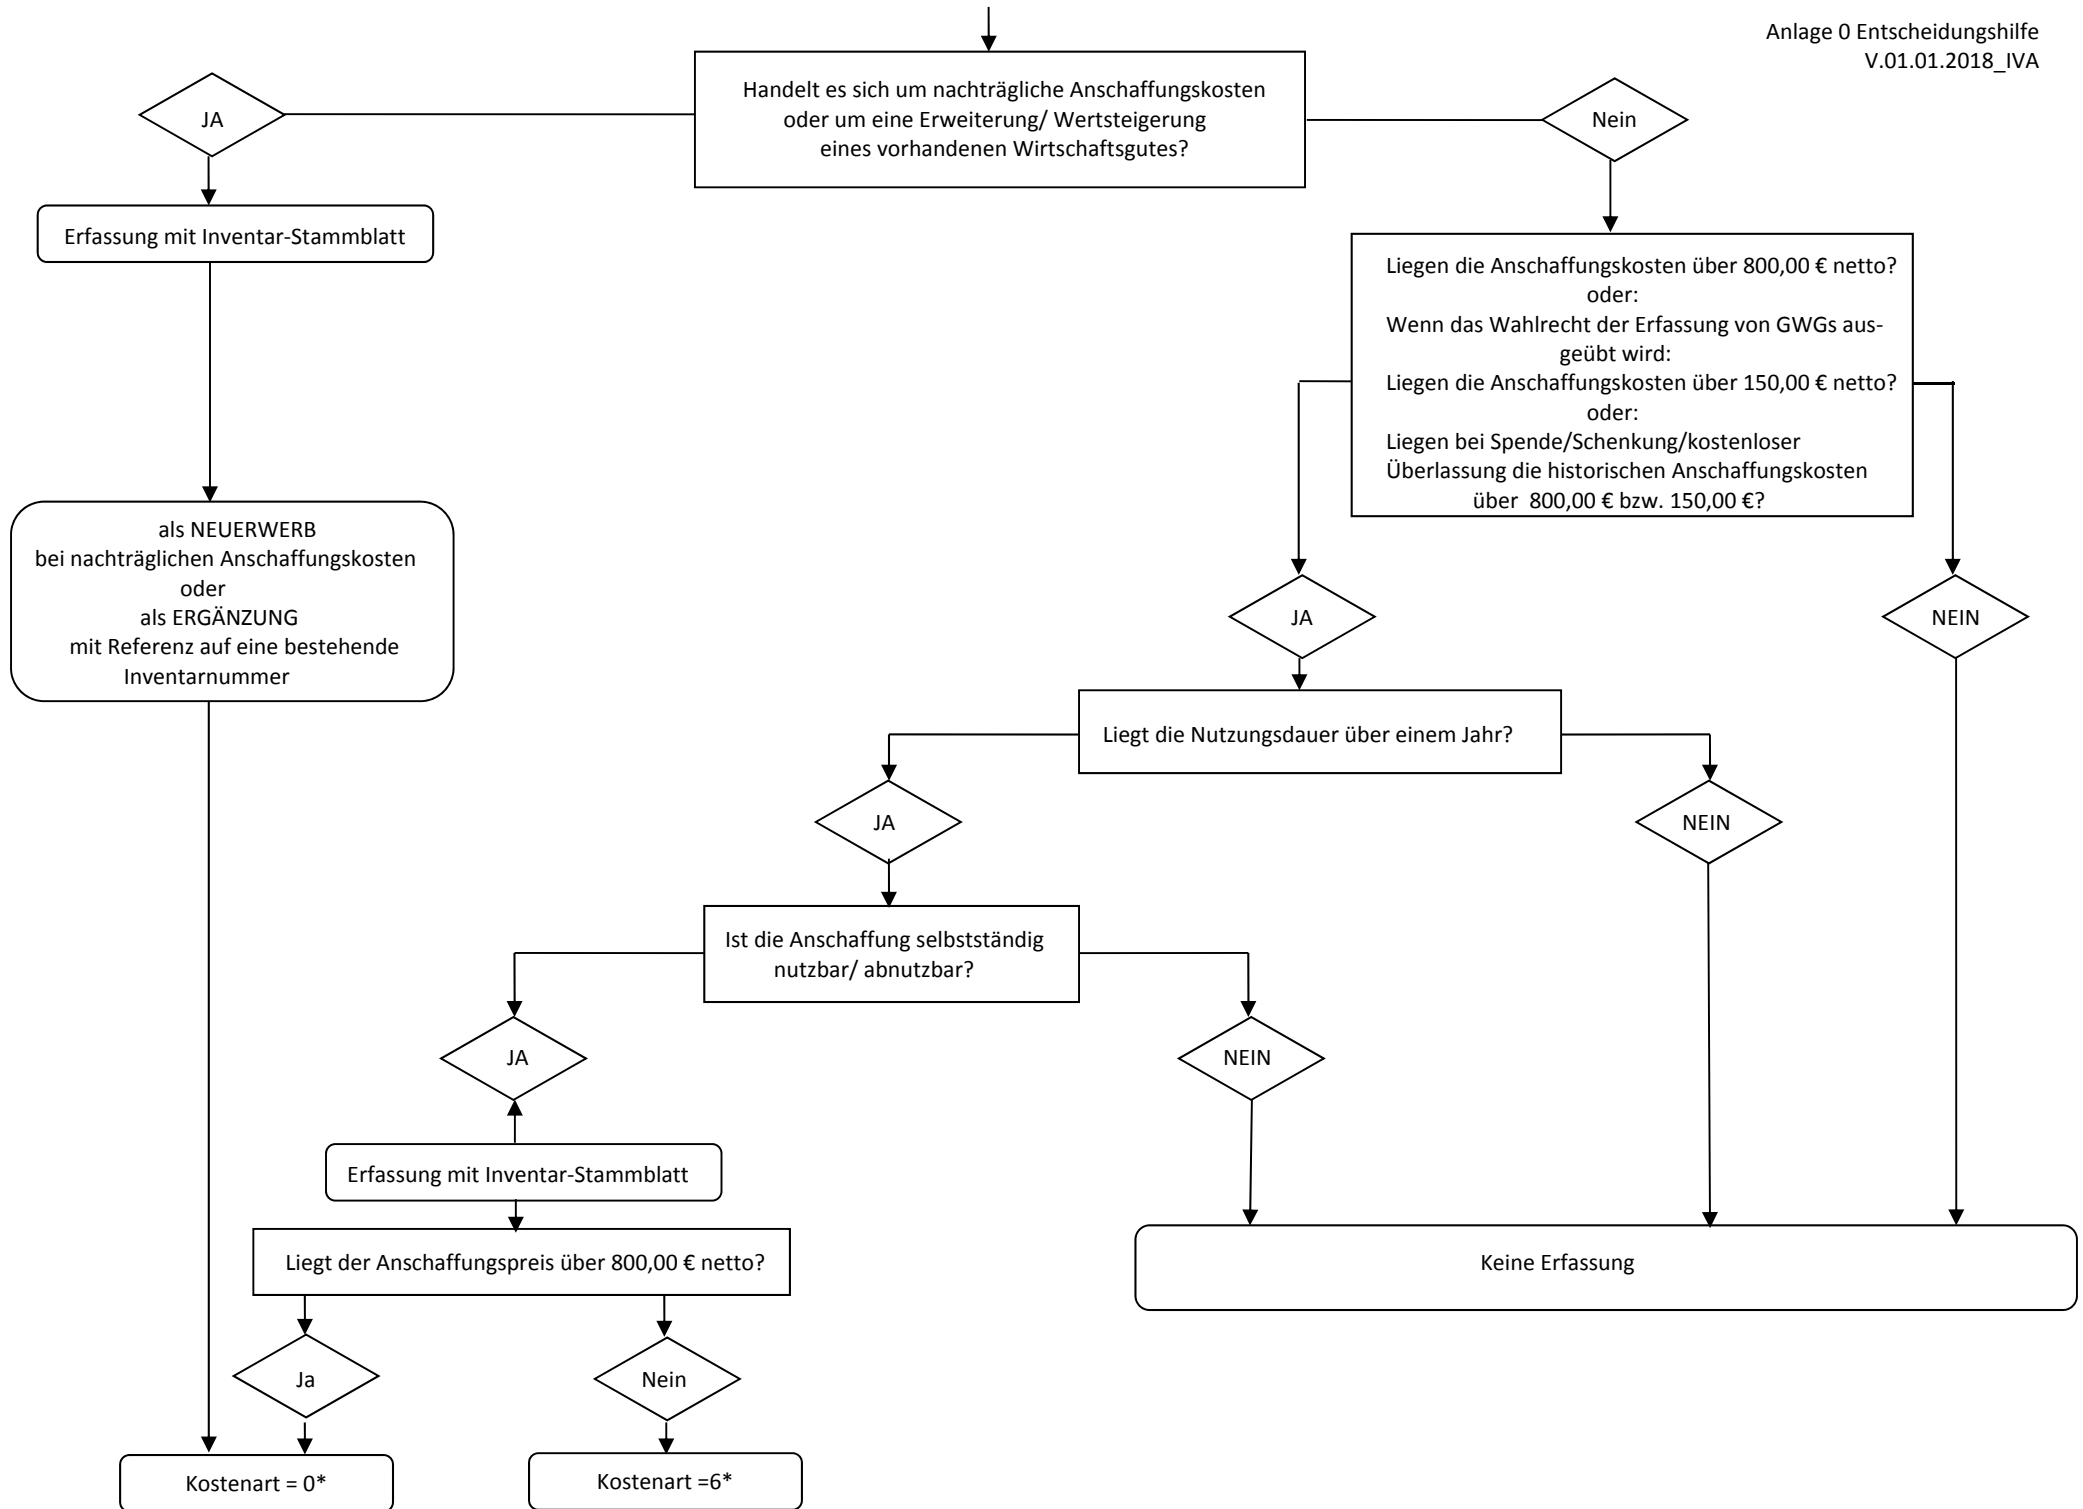 Anlage 0 Entscheidungshilfe
V.01.01.2018_IVA
Handelt es sich um nachträgliche Anschaffungskosten
oder um eine Erweiterung/ Wertsteigerung
eines vorhandenen Wirtschaftsgutes?
JA
Nein
Erfassung mit Inventar-Stammblatt
Liegen die Anschaffungskosten über 800,00 € netto?
oder:
Wenn das Wahlrecht der Erfassung von GWGs aus-
geübt wird:
Liegen die Anschaffungskosten über 150,00 € netto?
oder:
Liegen bei Spende/Schenkung/kostenloser
Überlassung die historischen Anschaffungskosten
über 800,00 € bzw. 150,00 €?
als NEUERWERB
bei nachträglichen Anschaffungskosten
oder
als ERGÄNZUNG
mit Referenz auf eine bestehende
Inventarnummer
JA
NEIN
Liegt die Nutzungsdauer über einem Jahr?
JA
NEIN
Ist die Anschaffung selbstständig
nutzbar/ abnutzbar?
JA
NEIN
Erfassung mit Inventar-Stammblatt
Liegt der Anschaffungspreis über 800,00 € netto?
Keine Erfassung
Ja
Nein
Kostenart = 0*
Kostenart =6*